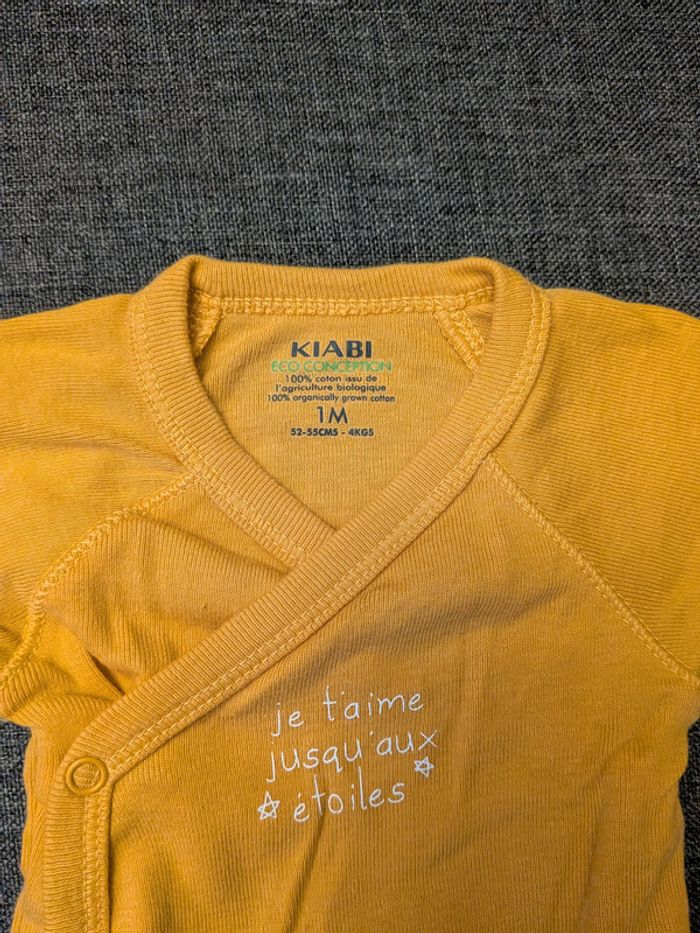 KIABI
ECO CONCEPTION
100% coton issu de
l'agriculture biologique
100% organically grown cotton
1M
52-55CMS - 4KGS
je t'aime
jusqu'aux
étoiles